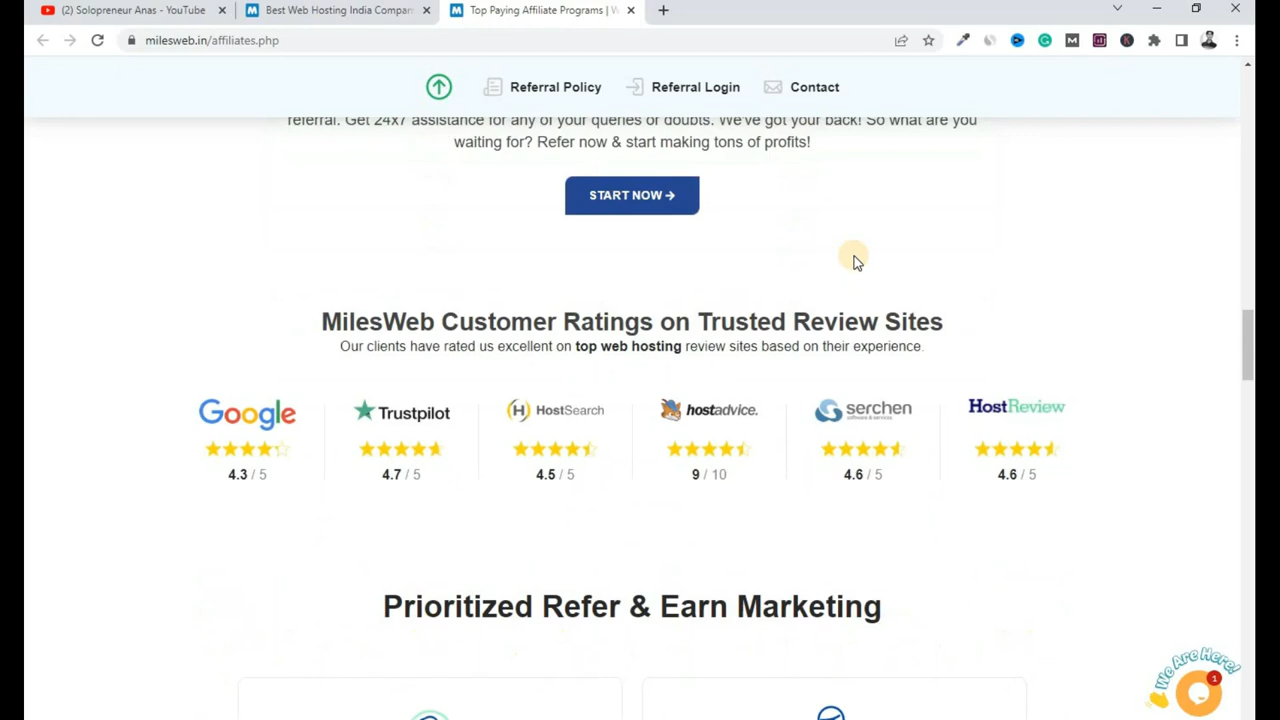 (2) Solopreneur Anas - YouTube
Best Web Hosting India Compan
Top Paying Affiliate Programs | W
milesweb.in/affiliates.php
Referral Policy
Referral Login
Contact
referral. Get 24x7 assistance for any of your queries or doubts. We've got your back! So what are you
waiting for? Refer now & start making tons of profits!
START NOW →
MilesWeb Customer Ratings on Trusted Review Sites
Our clients have rated us excellent on top web hosting review sites based on their experience.
Google
Trustpilot
HostSearch
hostadvice.
serchen
HostReview
4.3 / 5
4.7 / 5
4.5 / 5
9 / 10
4.6 / 5
4.6 / 5
Prioritized Refer & Earn Marketing
We Are Here!
1